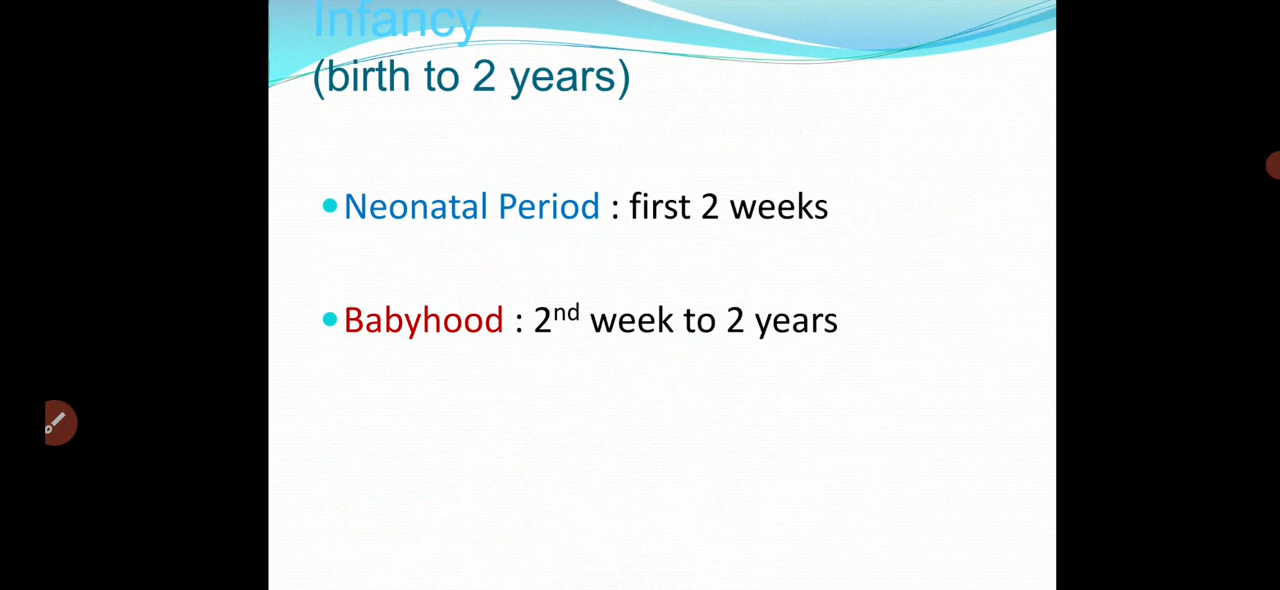 Infancy
(birth to 2 years)
Neonatal Period : first 2 weeks
Babyhood : 2nd week to 2 years